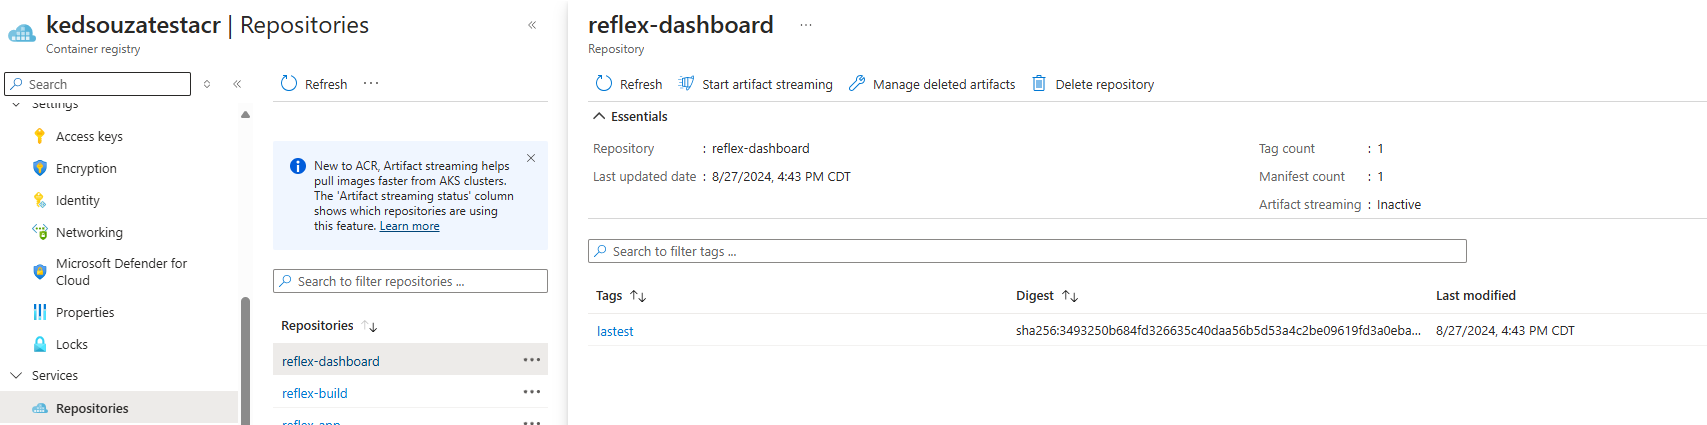 kedsouzatestacr | Repositories
Container registry
Search
Settings
Access keys
Encryption
Identity
Networking
Microsoft Defender for
Cloud
Properties
Locks
Services
Repositories
Refresh
New to ACR, Artifact streaming helps
pull images faster from AKS clusters.
The 'Artifact streaming status' column
shows which repositories are using
this feature. Learn more
Search to filter repositories ...
Repositories
reflex-dashboard
reflex-build
reflex-app
reflex-dashboard
Repository
Refresh Start artifact streaming Manage deleted artifacts Delete repository
Essentials
Repository : reflex-dashboard
Last updated date : 8/27/2024, 4:43 PM CDT
Tag count : 1
Manifest count : 1
Artifact streaming : Inactive
Search to filter tags ...
Tags Digest Last modified
lastest sha256:3493250b684fd326635c40daa56b5d53a4c2be09619fd3a0eba... 8/27/2024, 4:43 PM CDT